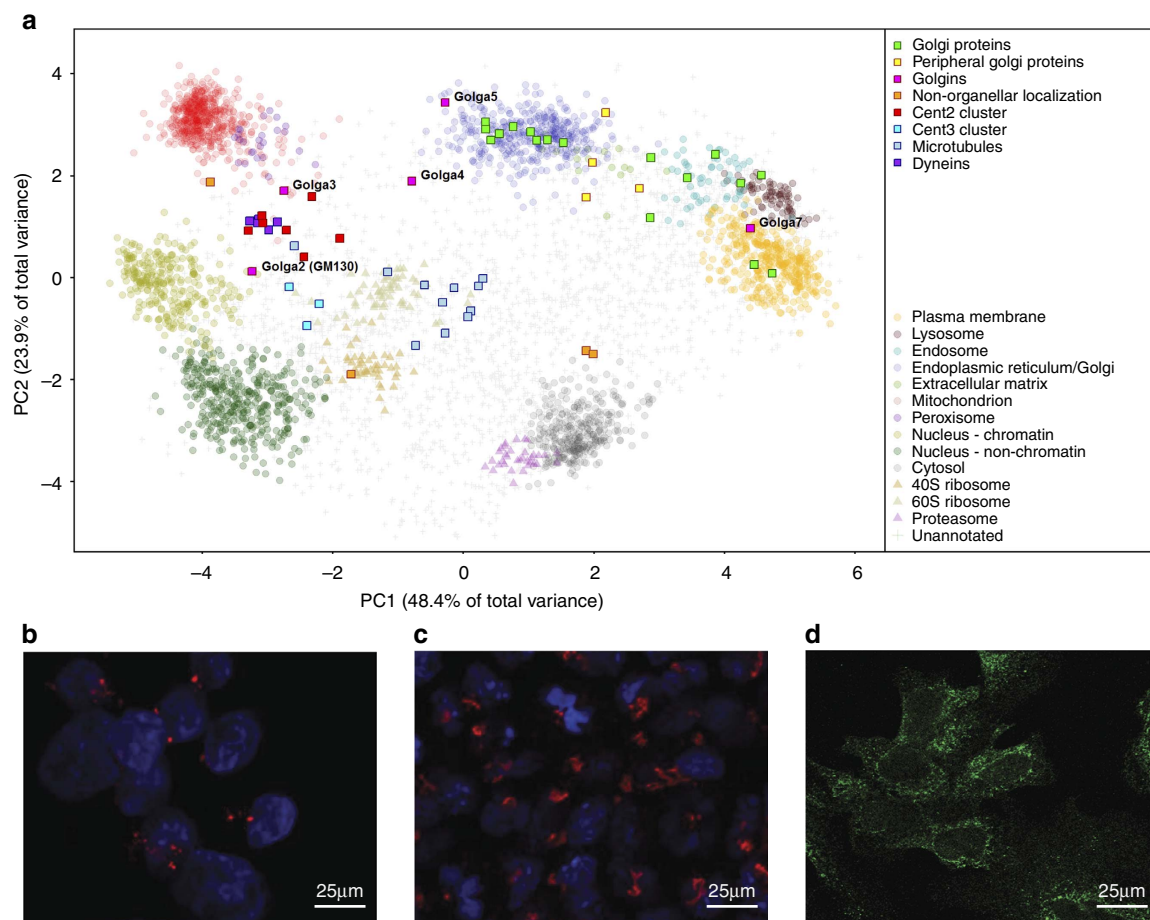 a
4
2
0
−2
−4
PC2 (23.9% of total variance)
−4
−2
0
2
4
6
PC1 (48.4% of total variance)
Golga5
Golga4
Golga3
Golga7
Golga2 (GM130)
Golgi proteins
Peripheral golgi proteins
Golgins
Non-organellar localization
Cent2 cluster
Cent3 cluster
Microtubules
Dyneins
Plasma membrane
Lysosome
Endosome
Endoplasmic reticulum/Golgi
Extracellular matrix
Mitochondrion
Peroxisome
Nucleus - chromatin
Nucleus - non-chromatin
Cytosol
40S ribosome
60S ribosome
Proteasome
Unannotated
b
25μm
c
25μm
d
25μm